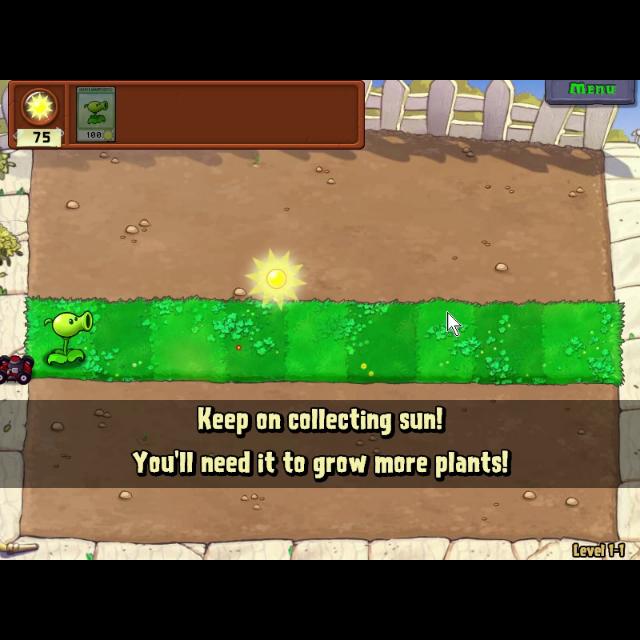 MENU
75
100
Keep on collecting sun!
You'll need it to grow more plants!
Level 1-1